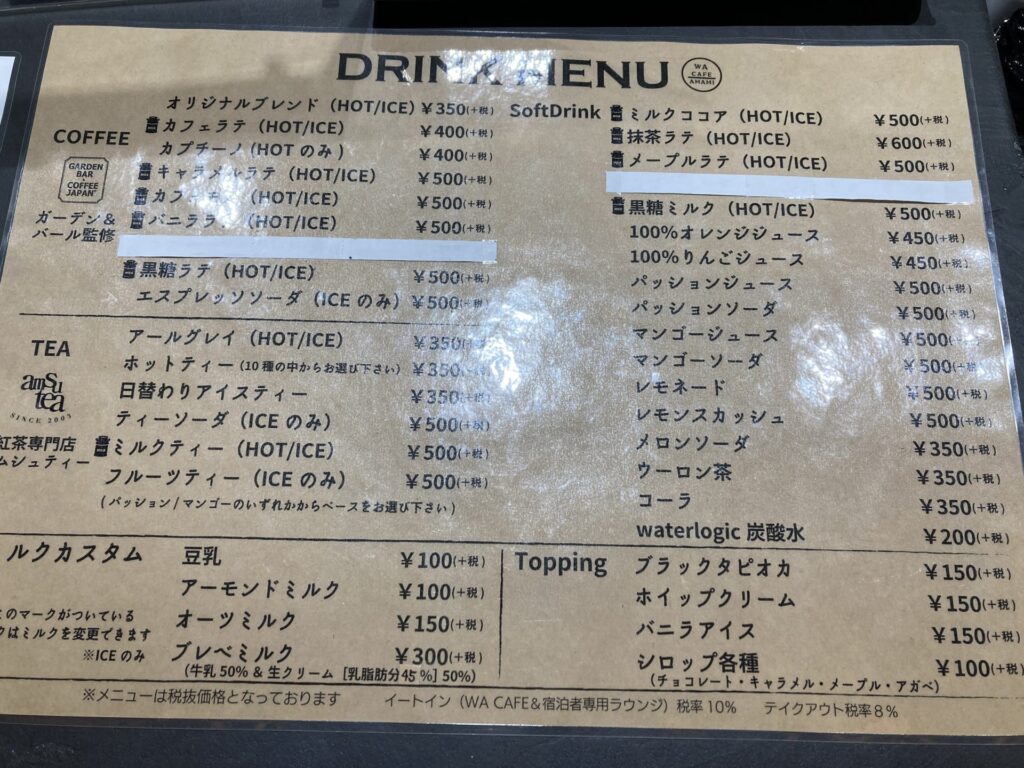 DRINK MENU
WA CAFE AMAMI
COFFEE
GARDEN BAR & COFFEE JAPAN
ガーデン&
バール監修
オリジナルブレンド（HOT/ICE）¥350(+税)
カフェラテ（HOT/ICE） ¥400(+税)
カプチーノ（HOTのみ） ¥400(+税)
キャラメルラテ（HOT/ICE） ¥500(+税)
カフェ（HOT/ICE） ¥500(+税)
バニララテ（HOT/ICE） ¥500(+税)
黒糖ラテ（HOT/ICE） ¥500(+税)
エスプレッソソーダ（ICEのみ）¥500(+税)
TEA
amsu tea
SINCE 2003
紅茶専門店
ムシュティー
アールグレイ（HOT/ICE） ¥350(+税)
ホットティー（10種の中からお選び下さい） ¥350(+税)
日替わりアイスティー ¥350(+税)
ティーソーダ（ICEのみ） ¥500(+税)
ミルクティー（HOT/ICE） ¥500(+税)
フルーツティー（ICEのみ） ¥500(+税)
（パッション/マンゴーのいずれかからベースをお選び下さい）
SoftDrink
ミルクココア（HOT/ICE） ¥500(+税)
抹茶ラテ（HOT/ICE） ¥600(+税)
メープルラテ（HOT/ICE） ¥500(+税)
黒糖ミルク（HOT/ICE） ¥500(+税)
100%オレンジジュース ¥450(+税)
100%りんごジュース ¥450(+税)
パッションジュース ¥500(+税)
パッションソーダ ¥500(+税)
マンゴージュース ¥500(+税)
マンゴーソーダ ¥500(+税)
レモネード ¥500(+税)
レモンスカッシュ ¥500(+税)
メロンソーダ ¥350(+税)
ウーロン茶 ¥350(+税)
コーラ ¥350(+税)
waterlogic 炭酸水 ¥200(+税)
ルクカスタム
のマークがついている
クはミルクを変更できます
※ICEのみ
豆乳 ¥100(+税)
アーモンドミルク ¥100(+税)
オーツミルク ¥150(+税)
ブレベミルク ¥300(+税)
（牛乳50%&生クリーム［乳脂肪分45%］50%）
Topping
ブラックタピオカ ¥150(+税)
ホイップクリーム ¥150(+税)
バニラアイス ¥150(+税)
シロップ各種 ¥100(+税)
（チョコレート・キャラメル・メープル・アガベ）
※メニューは税抜価格となっております
イートイン（WA CAFE&宿泊者専用ラウンジ）税率10% テイクアウト税率8%